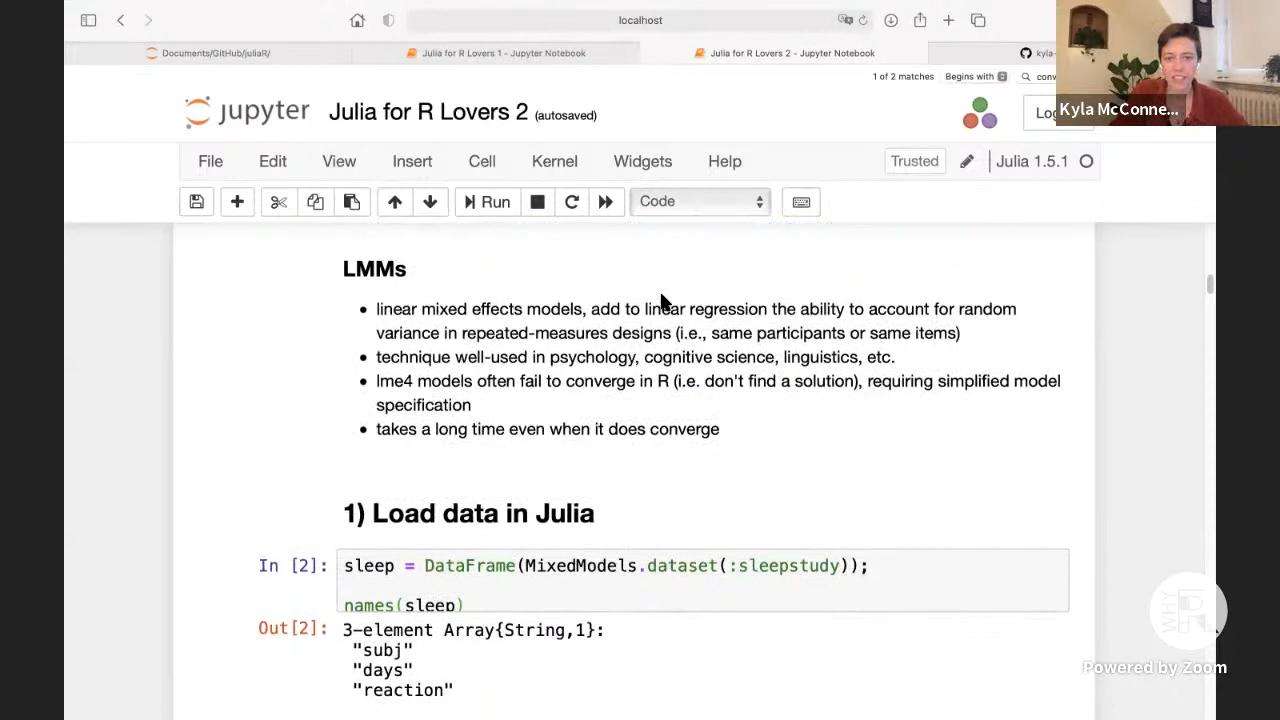 localhost
Documents/GitHub/juliaR/
Julia for R Lovers 1 - Jupyter Notebook
Julia for R Lovers 2 - Jupyter Notebook
kyla-
1 of 2 matches
Begins with
conv
Kyla McConne...
jupyter
Julia for R Lovers 2 (autosaved)
File
Edit
View
Insert
Cell
Kernel
Widgets
Help
Trusted
Julia 1.5.1
Run
Code
LMMs
• linear mixed effects models, add to linear regression the ability to account for random
variance in repeated-measures designs (i.e., same participants or same items)
• technique well-used in psychology, cognitive science, linguistics, etc.
• lme4 models often fail to converge in R (i.e. don't find a solution), requiring simplified model
specification
• takes a long time even when it does converge
1) Load data in Julia
In [2]:
sleep = DataFrame(MixedModels.dataset(:sleepstudy));
names(sleep)
Out[2]:
3-element Array{String,1}:
"subj"
"days"
"reaction"
WHY R
Powered by Zoom